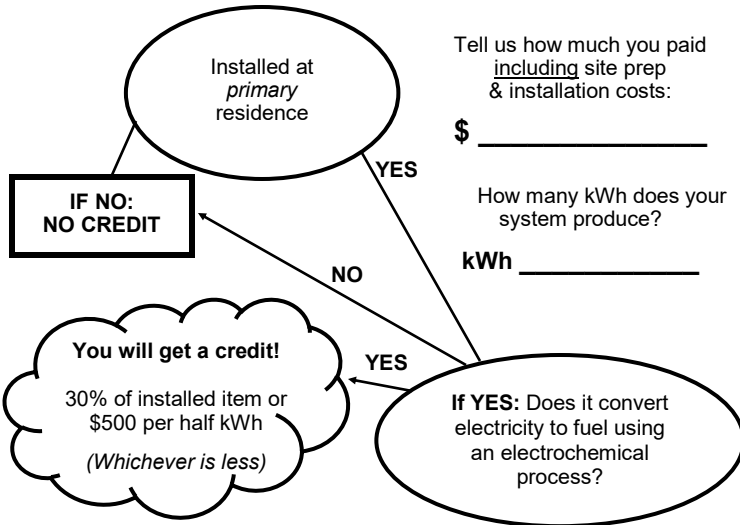 Installed at
primary
residence
Tell us how much you paid
including site prep
& installation costs:
$ _________________
YES
IF NO:
NO CREDIT
How many kWh does your
system produce?
kWh ______________
NO
You will get a credit!
30% of installed item or
$500 per half kWh
(Whichever is less)
YES
If YES: Does it convert
electricity to fuel using
an electrochemical
process?